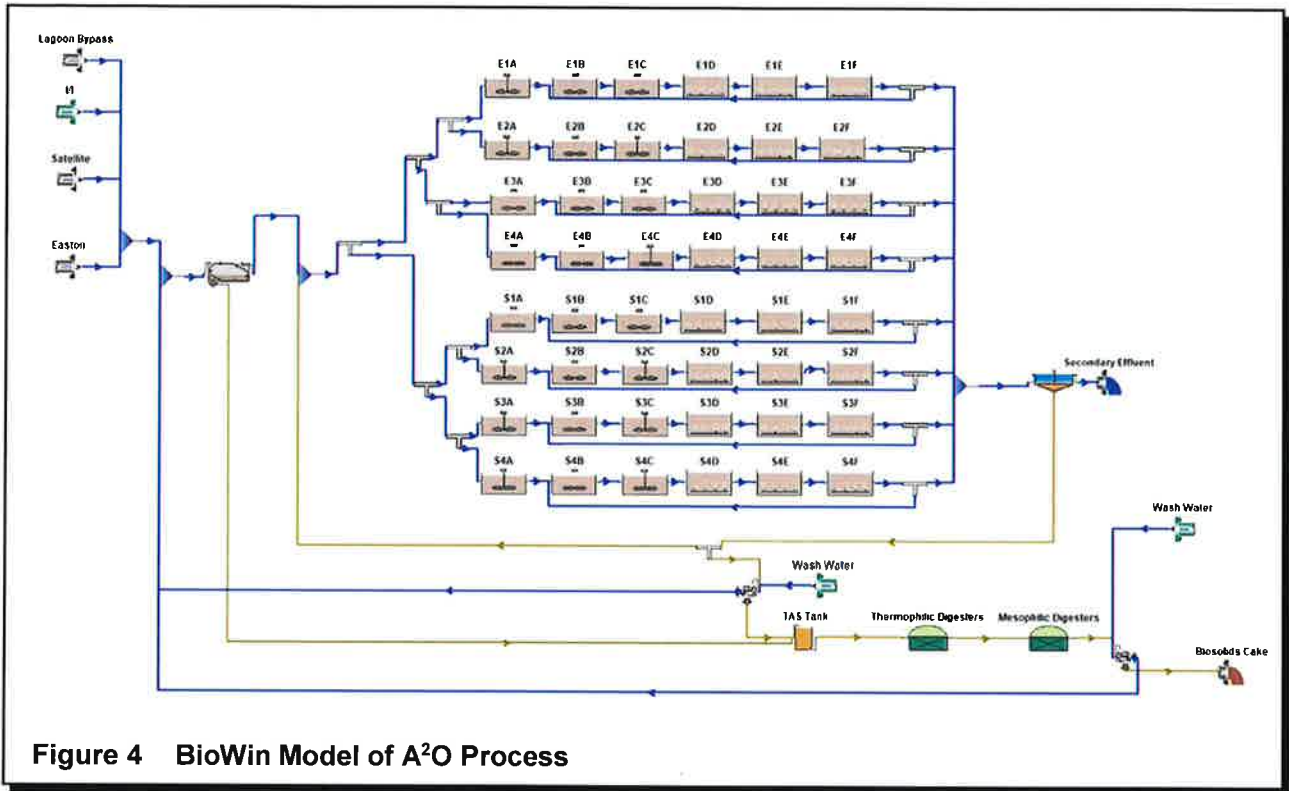 Lagoon Bypass
I/I
Satellite
Easton
E1A E1B E1C E1D E1E E1F
E2A E2B E2C E2D E2E E2F
E3A E3B E3C E3D E3E E3F
E4A E4B E4C E4D E4E E4F
S1A S1B S1C S1D S1E S1F
S2A S2B S2C S2D S2E S2F
S3A S3B S3C S3D S3E S3F
S4A S4B S4C S4D S4E S4F
Secondary Effluent
Wash Water
Wash Water
TAS Tank
Thermophilic Digesters
Mesophilic Digesters
Biosolids Cake
Figure 4 BioWin Model of A²O Process